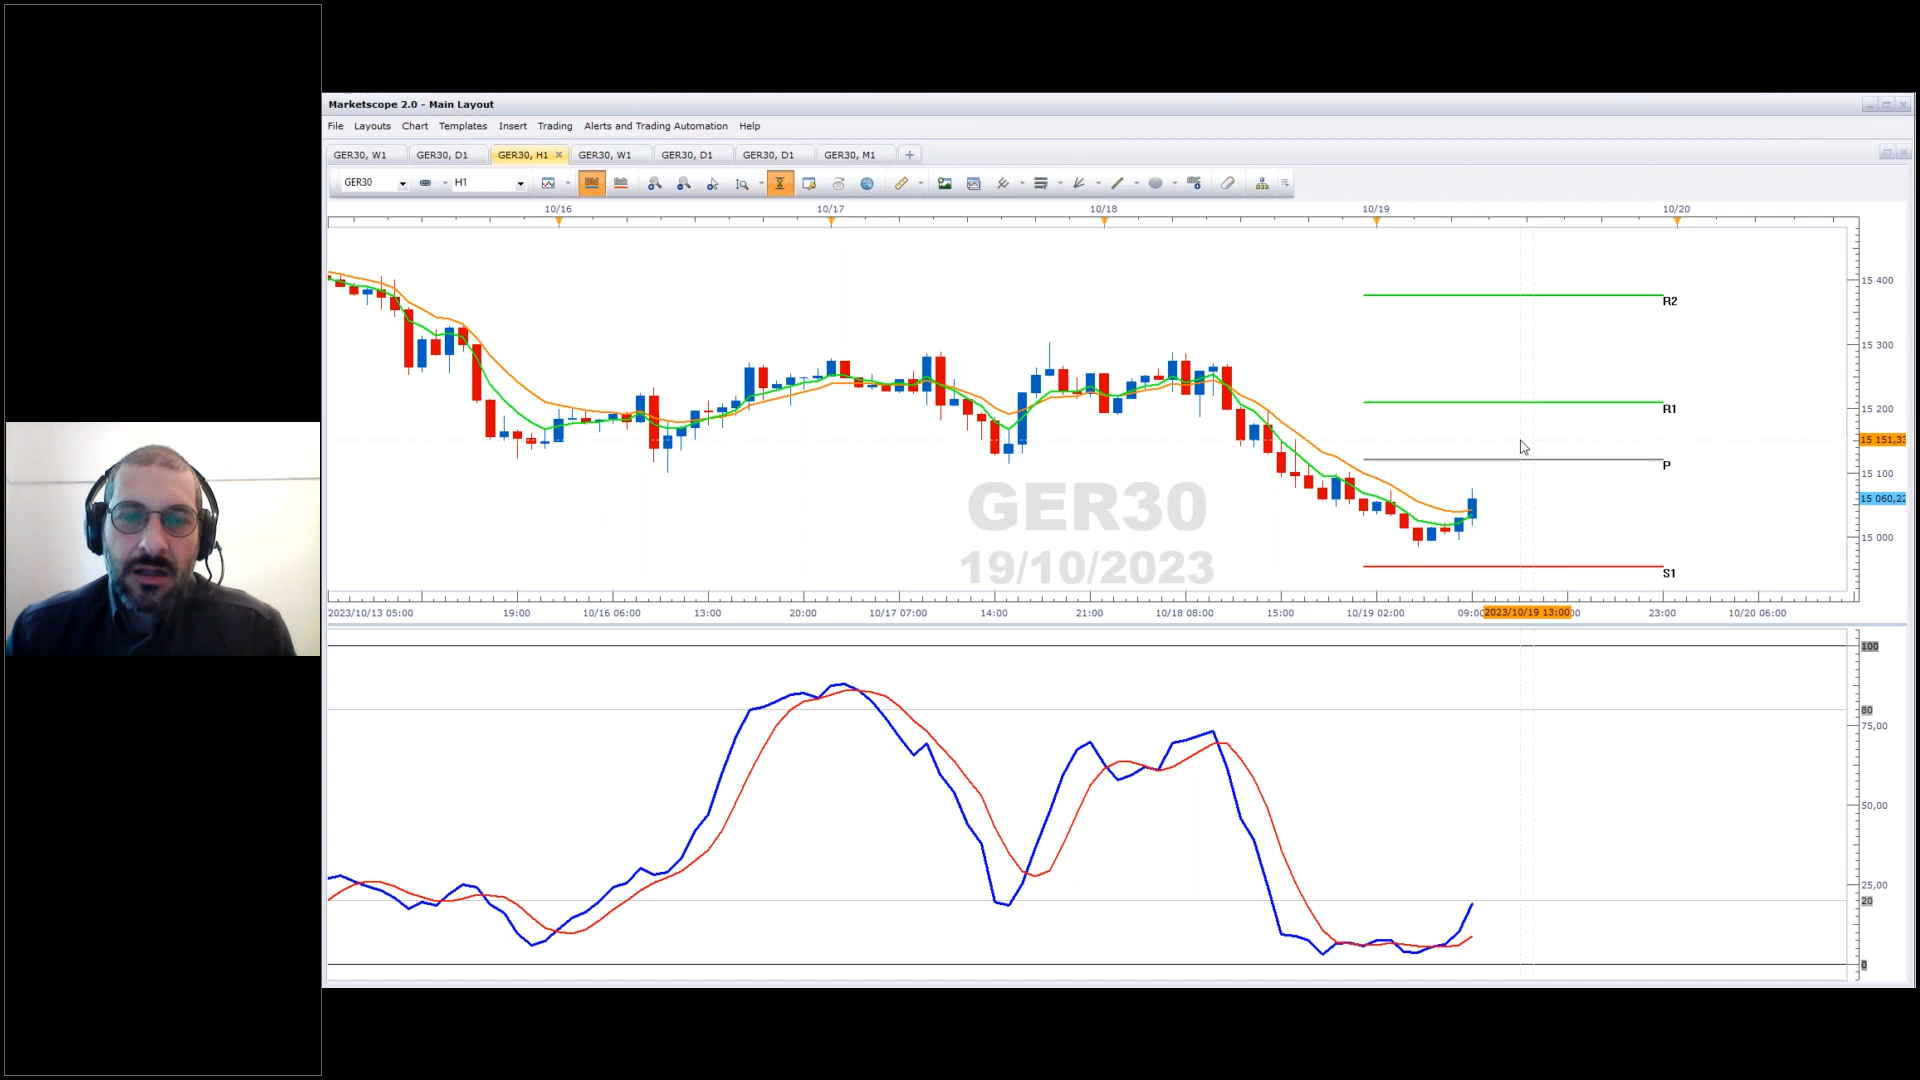 Marketscope 2.0 - Main Layout
File Layouts Chart Templates Insert Trading Alerts and Trading Automation Help
GER30, W1 GER30, D1 GER30, H1 GER30, W1 GER30, D1 GER30, D1 GER30, M1
GER30 H1
10/16 10/17 10/18 10/19 10/20
15 400
R2
15 300
15 200
R1
15 151,33
P
15 100
15 060,22
GER30
15 000
19/10/2023
S1
2023/10/13 05:00 19:00 10/16 06:00 13:00 20:00 10/17 07:00 14:00 21:00 10/18 08:00 15:00 10/19 02:00 09:00 2023/10/19 13:00 23:00 10/20 06:00
100
80
75,00
50,00
25,00
20
0